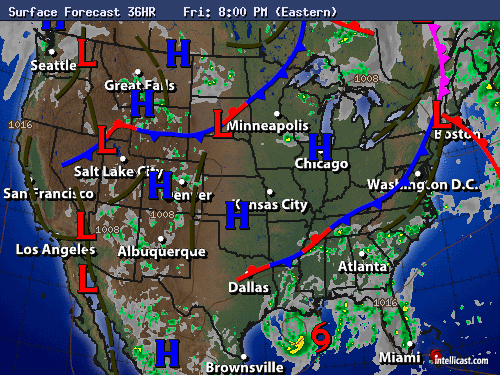 Surface Forecast 36HR Fri: 8:00 PM (Eastern)
H
L
H
Seattle
Great Falls
1008
H
L
L
Minneapolis
Boston
1016
L
H
Chicago
Salt Lake City
H
Denver
Washington D.C.
San Francisco
Kansas City
H
1008
L
1008
Los Angeles
Albuquerque
Atlanta
L
Dallas
1016
H
Brownsville
Miami
intellicast.com